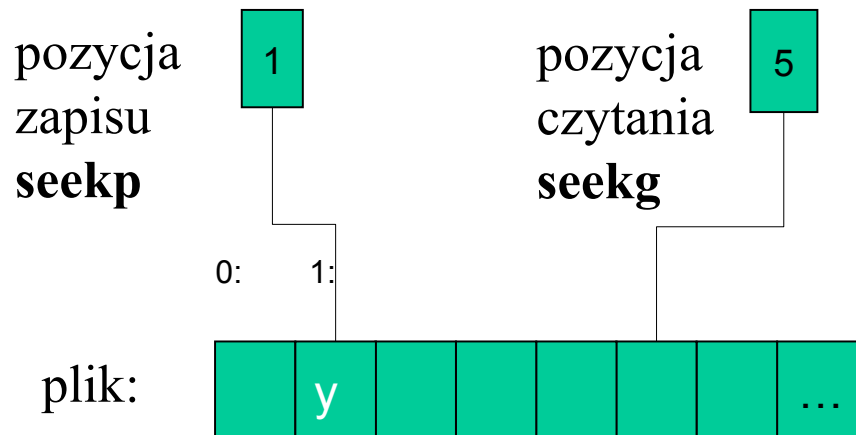 pozycja
zapisu
seekp
1
pozycja
czytania
seekg
5
0: 1:
plik: y ...